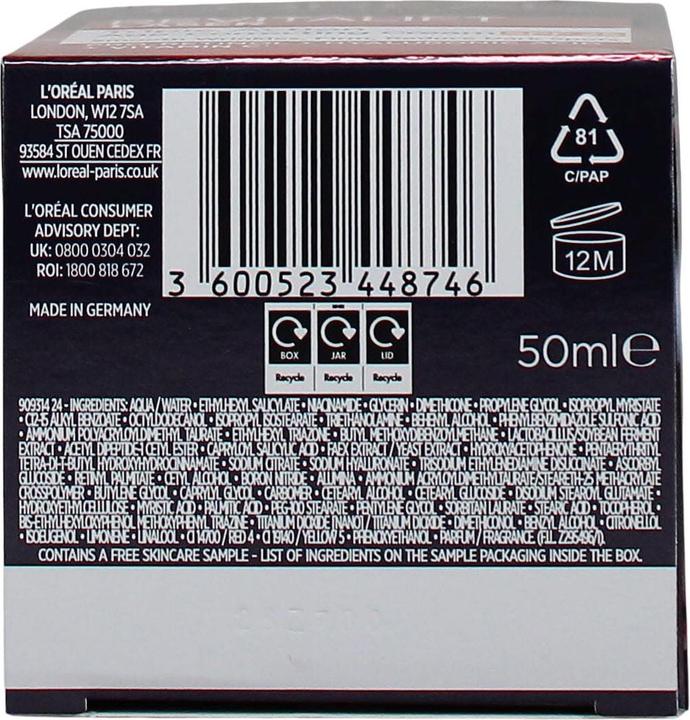 L'ORÉAL PARIS
LONDON, W12 7SA
TSA 75000
93584 ST OUEN CEDEX FR
www.loreal-paris.co.uk
L'ORÉAL CONSUMER
ADVISORY DEPT:
UK: 0800 0304 032
ROI: 1800 818 672
MADE IN GERMANY
3 600523 448746
81
C/PAP
12M
BOX
Recycle
JAR
Recycle
LID
Recycle
50ml℮
909314 24 - INGREDIENTS: AQUA / WATER • ETHYLHEXYL SALICYLATE • NIACINAMIDE • GLYCERIN • DIMETHICONE • PROPYLENE GLYCOL • ISOPROPYL MYRISTATE
• C12-15 ALKYL BENZOATE • OCTYLDODECANOL • ISOPROPYL ISOSTEARATE • TRIETHANOLAMINE • BEHENYL ALCOHOL • PHENYLBENZIMIDAZOLE SULFONIC ACID
• AMMONIUM POLYACRYLOYLDIMETHYL TAURATE • ETHYLHEXYL TRIAZONE • BUTYL METHOXYDIBENZOYLMETHANE • LACTOBACILLUS/SOYBEAN FERMENT
EXTRACT • ACETYL DIPEPTIDE-1 CETYL ESTER • CAPRYLOYL SALICYLIC ACID • FAEX EXTRACT / YEAST EXTRACT • HYDROXYACETOPHENONE • PENTAERYTHRITYL
TETRA-DI-T-BUTYL HYDROXYHYDROCINNAMATE • SODIUM CITRATE • SODIUM HYALURONATE • TRISODIUM ETHYLENEDIAMINE DISUCCINATE • ASCORBYL
GLUCOSIDE • RETINYL PALMITATE • CETYL ALCOHOL • BORON NITRIDE • ALUMINA • AMMONIUM ACRYLOYLDIMETHYLTAURATE/STEARETH-25 METHACRYLATE
CROSSPOLYMER • BUTYLENE GLYCOL • CAPRYLYL GLYCOL • CARBOMER • CETEARYL ALCOHOL • CETEARYL GLUCOSIDE • DISODIUM STEAROYL GLUTAMATE •
HYDROXYETHYLCELLULOSE • MYRISTIC ACID • PALMITIC ACID • PEG-100 STEARATE • PENTYLENE GLYCOL • SORBITAN LAURATE • STEARIC ACID • TOCOPHEROL •
BIS-ETHYLHEXYLOXYPHENOL METHOXYPHENYL TRIAZINE • TITANIUM DIOXIDE [NANO] / TITANIUM DIOXIDE • DIMETHICONOL • BENZYL ALCOHOL • CITRONELLOL
• ISOEUGENOL • LIMONENE • LINALOOL • CI 14700 / RED 4 • CI 19140 / YELLOW 5 • PHENOXYETHANOL • PARFUM / FRAGRANCE (F.I.L. Z295496/1).
CONTAINS A FREE SKINCARE SAMPLE - LIST OF INGREDIENTS ON THE SAMPLE PACKAGING INSIDE THE BOX.